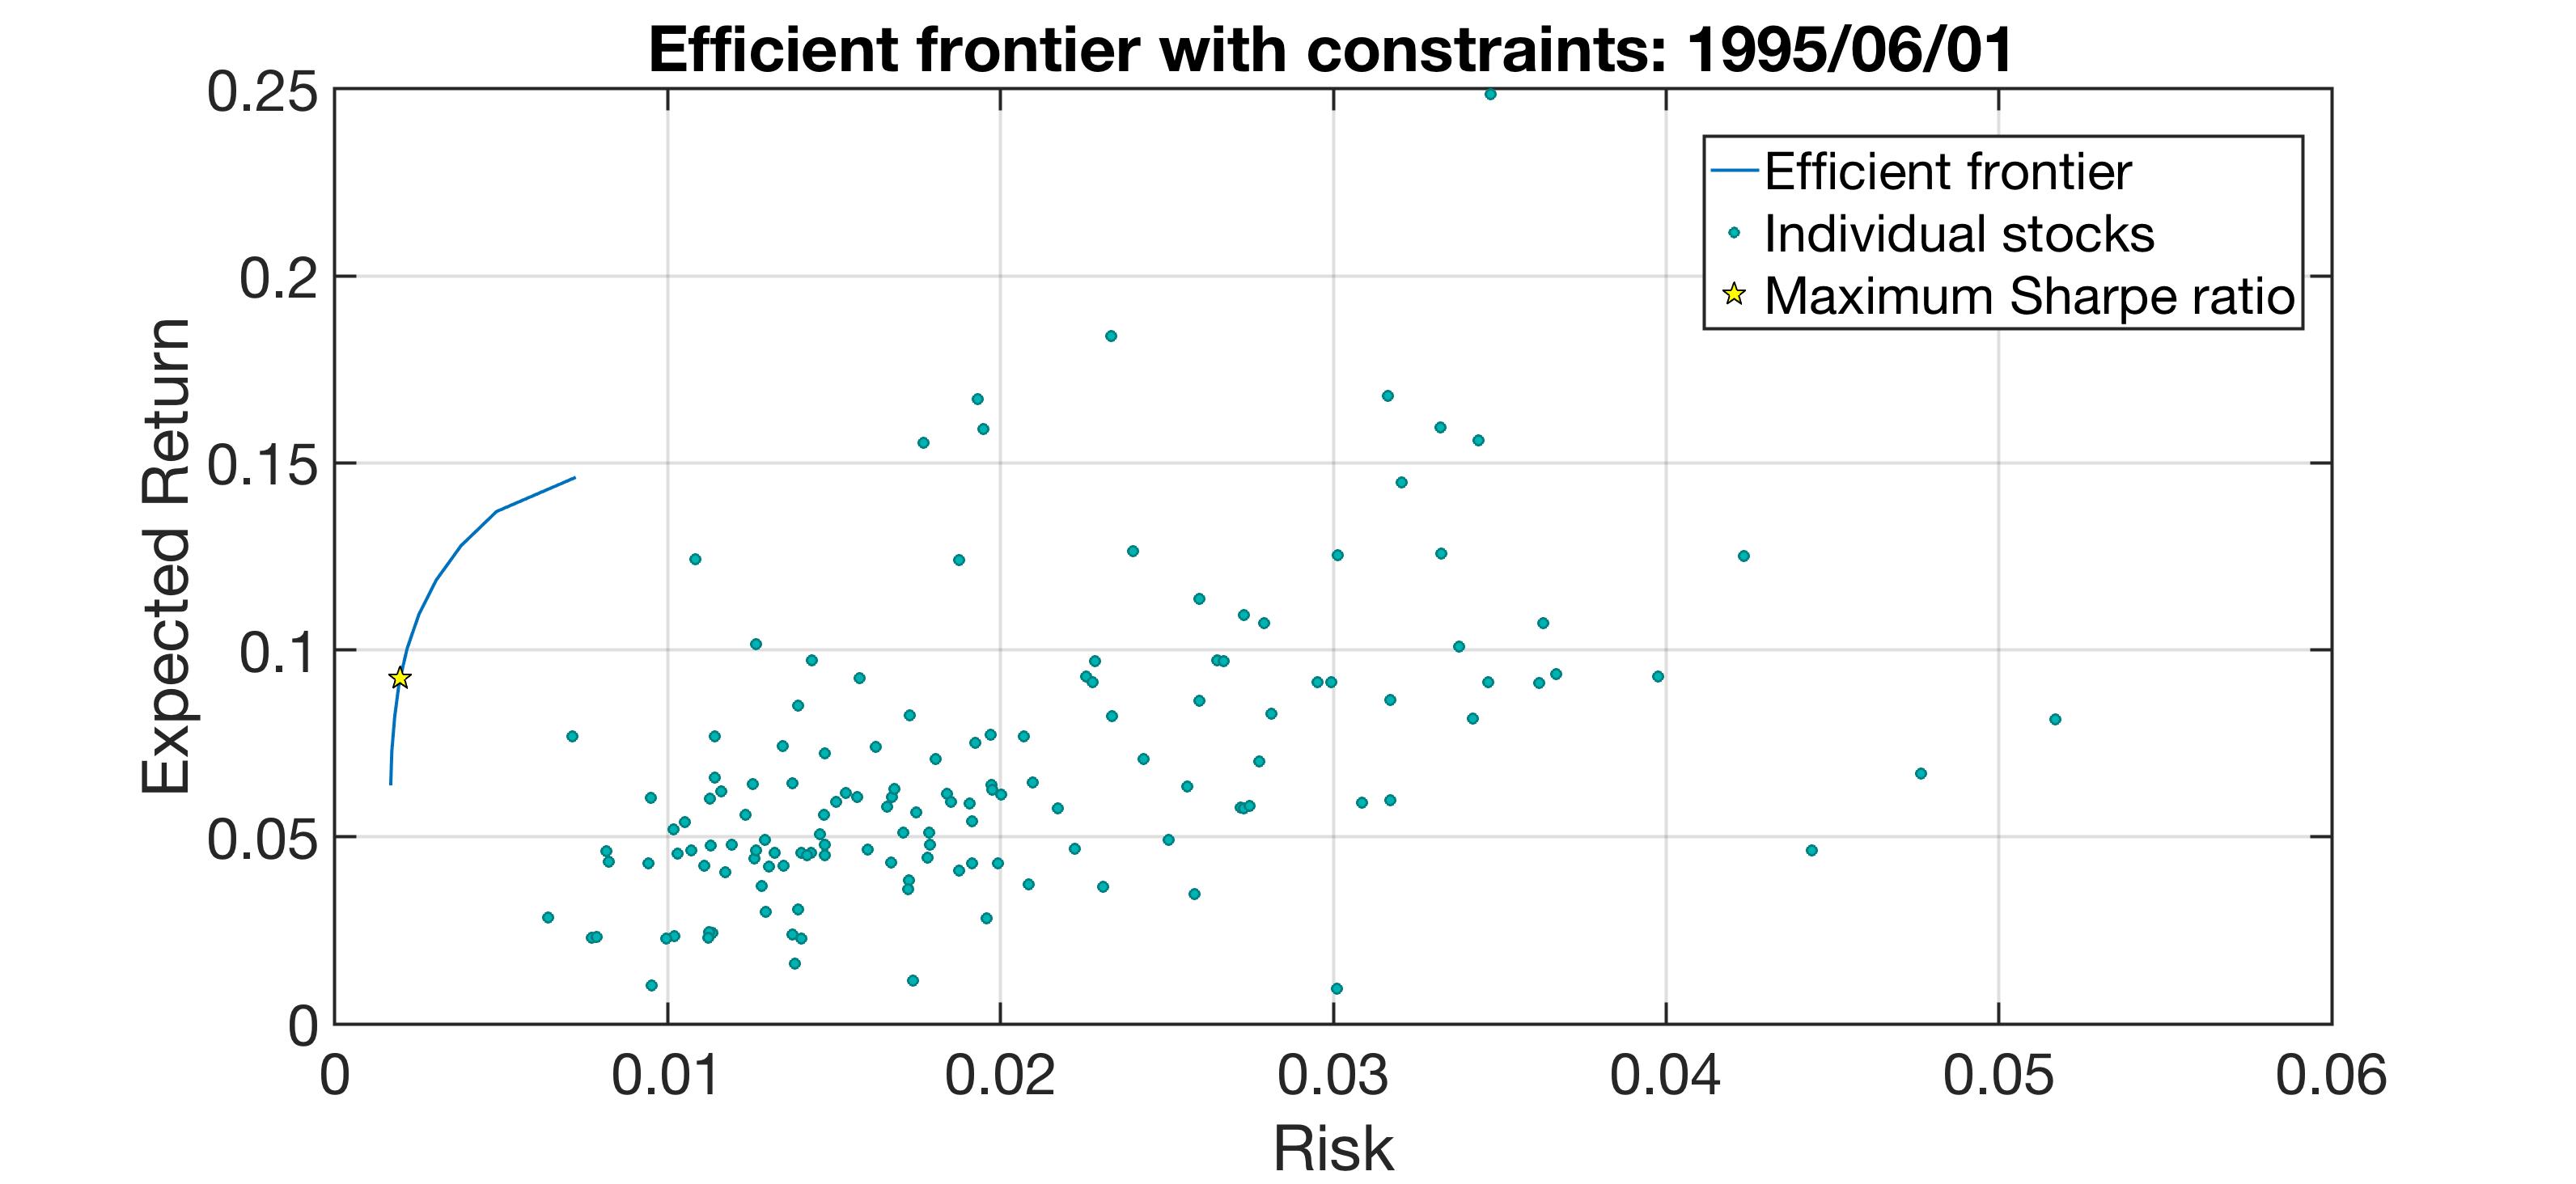 Efficient frontier with constraints: 1995/06/01
0.25
0.2
0.15
0.1
0.05
0
Expected Return
Efficient frontier
Individual stocks
Maximum Sharpe ratio
0 0.01 0.02 0.03 0.04 0.05 0.06
Risk